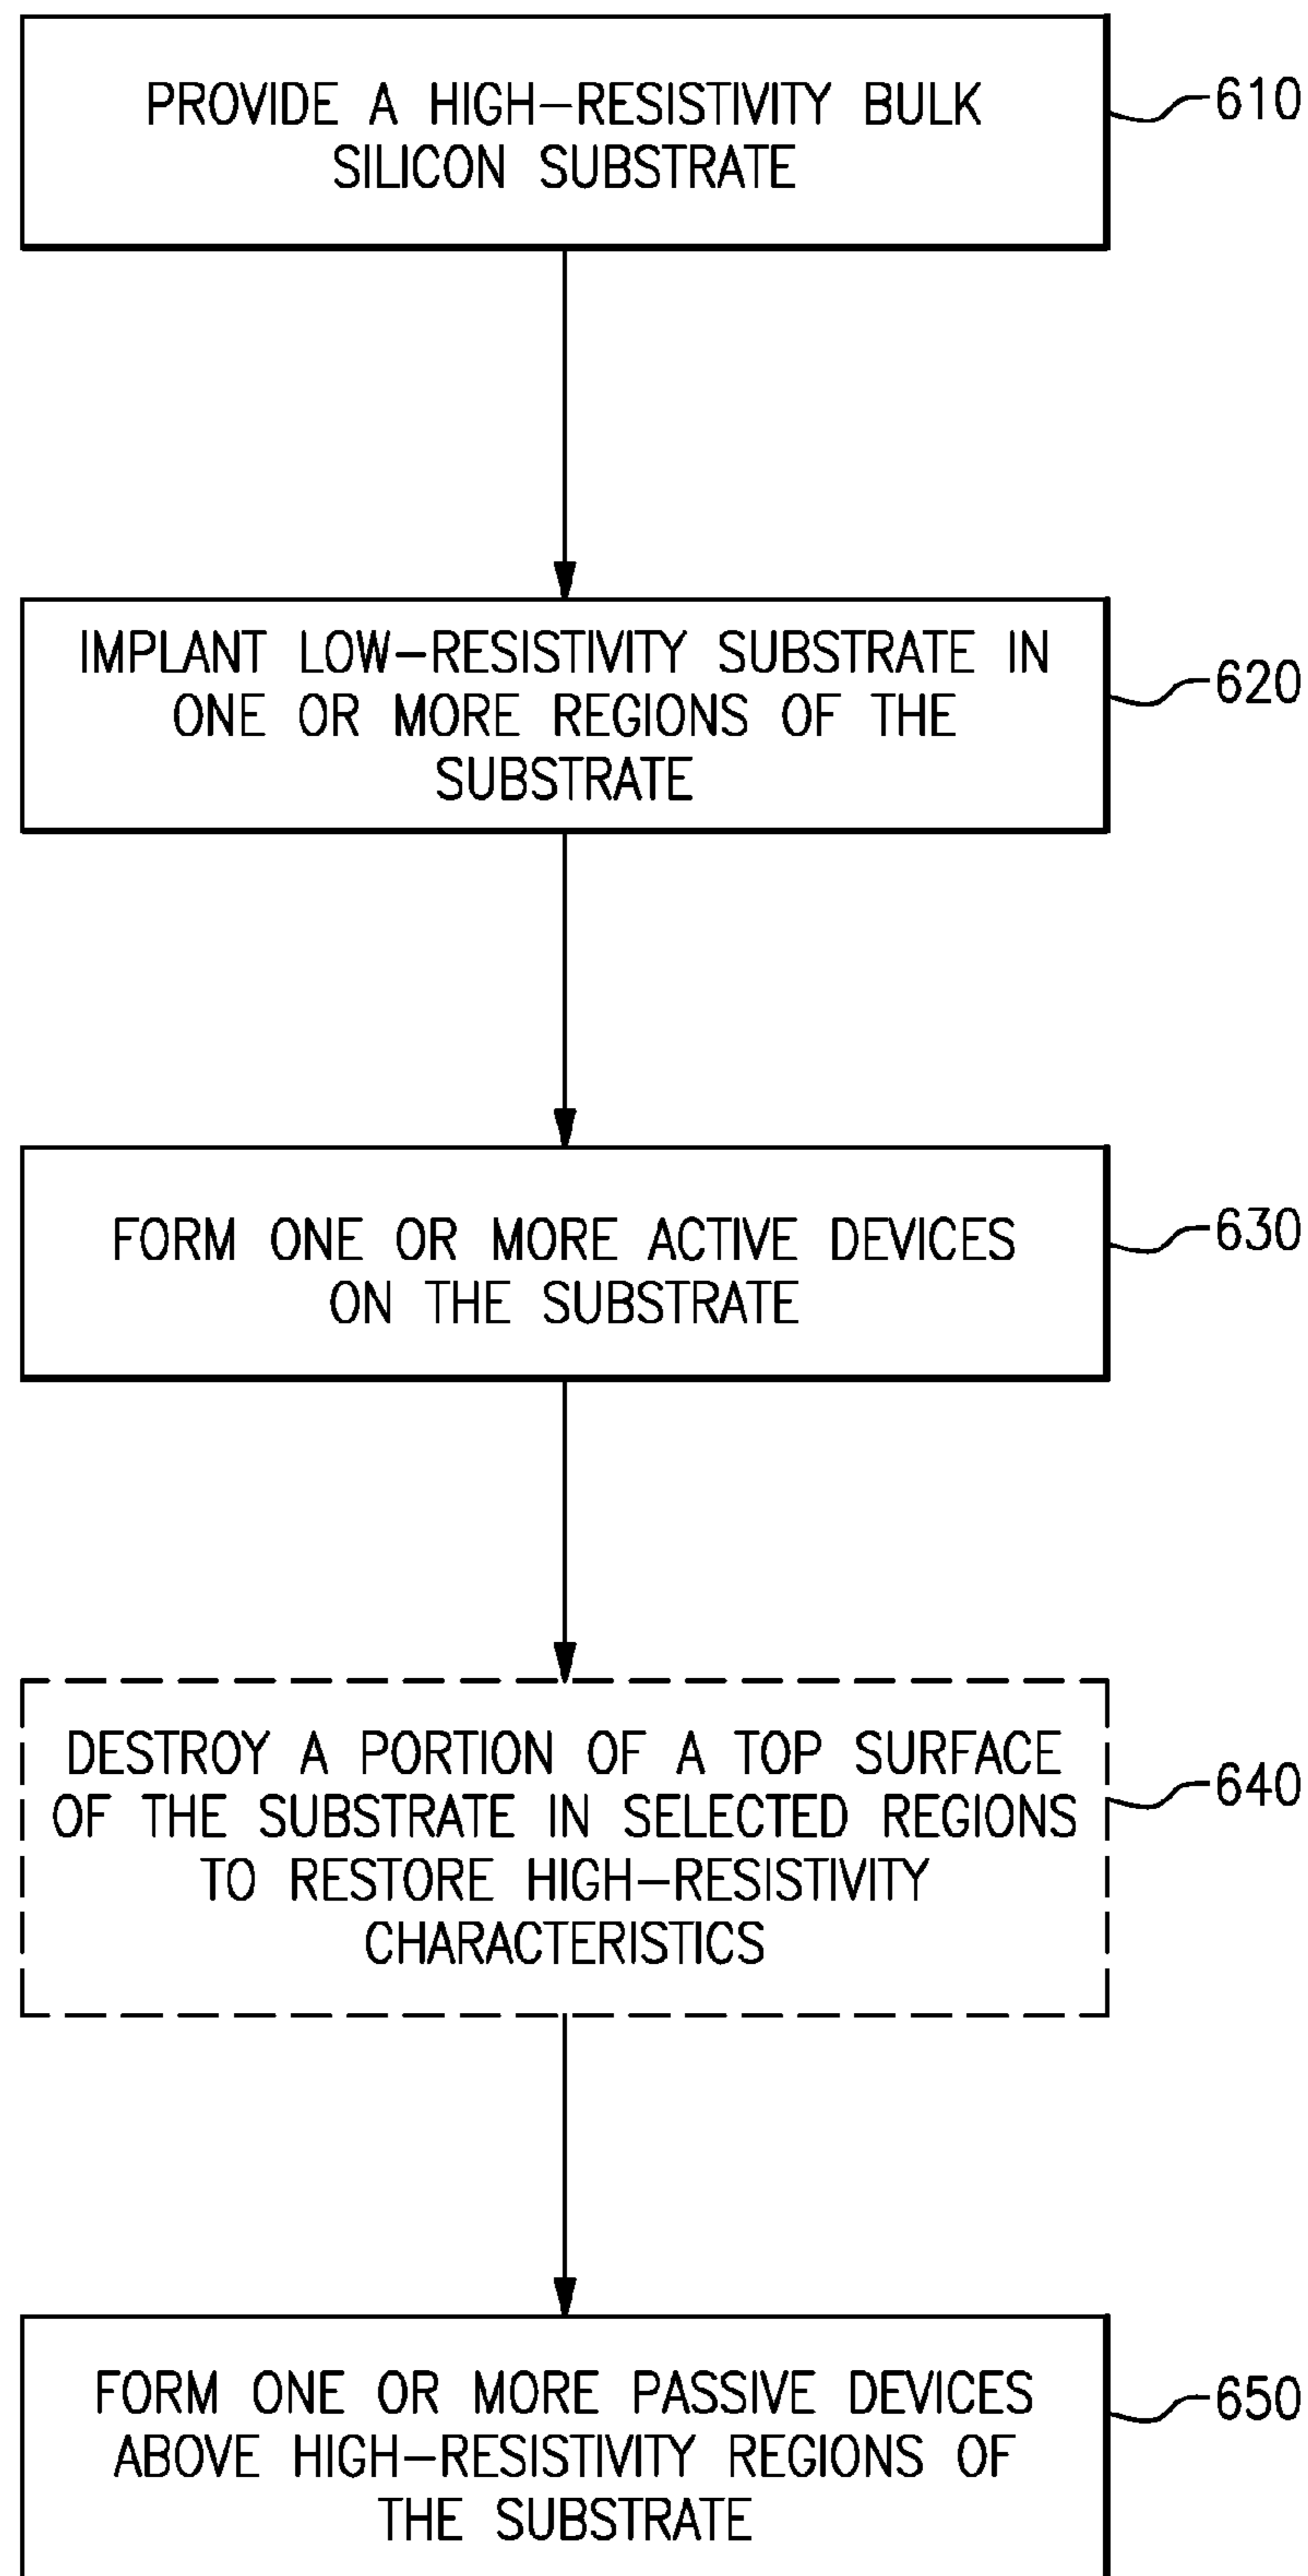 PROVIDE A HIGH-RESISTIVITY BULK
SILICON SUBSTRATE
610
IMPLANT LOW-RESISTIVITY SUBSTRATE IN
ONE OR MORE REGIONS OF THE
SUBSTRATE
620
FORM ONE OR MORE ACTIVE DEVICES
ON THE SUBSTRATE
630
DESTROY A PORTION OF A TOP SURFACE
OF THE SUBSTRATE IN SELECTED REGIONS
TO RESTORE HIGH-RESISTIVITY
CHARACTERISTICS
640
FORM ONE OR MORE PASSIVE DEVICES
ABOVE HIGH-RESISTIVITY REGIONS OF
THE SUBSTRATE
650